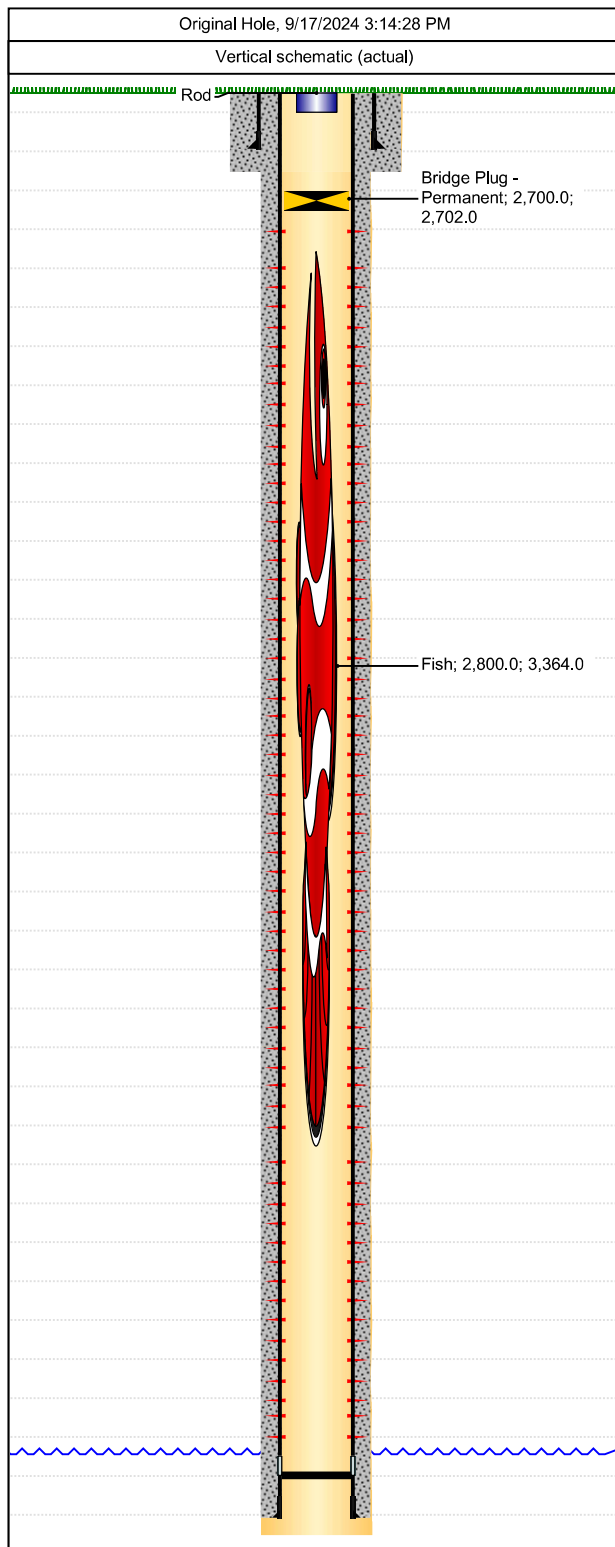 Original Hole, 9/17/2024 3:14:28 PM
Vertical schematic (actual)
Rod
Bridge Plug -
Permanent; 2,700.0;
2,702.0
Fish; 2,800.0; 3,364.0